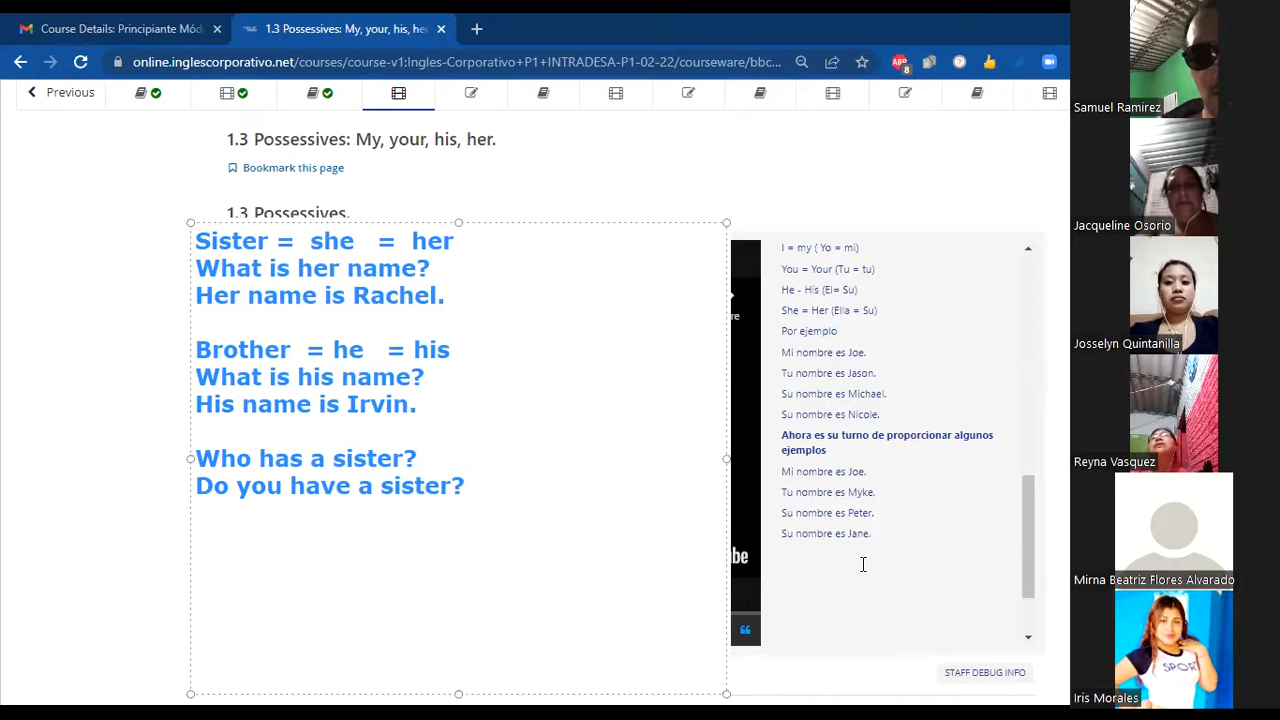 Course Details: Principiante Mód
1.3 Possessives: My, your, his, he
online.inglescorporativo.net/courses/course-v1:Ingles-Corporativo+P1+INTRADESA-P1-02-22/courseware/bbc...
ABP
8
Previous
1.3 Possessives: My, your, his, her.
Bookmark this page
1.3 Possessives.
Sister = she = her
What is her name?
Her name is Rachel.
Brother = he = his
What is his name?
His name is Irvin.
Who has a sister?
Do you have a sister?
re
be
I = my ( Yo = mi)
You = Your (Tu = tu)
He - His (El= Su)
She = Her (Ella = Su)
Por ejemplo
Mi nombre es Joe.
Tu nombre es Jason.
Su nombre es Michael.
Su nombre es Nicole.
Ahora es su turno de proporcionar algunos
ejemplos
Mi nombre es Joe.
Tu nombre es Myke.
Su nombre es Peter.
Su nombre es Jane.
STAFF DEBUG INFO
Samuel Ramirez
Jacqueline Osorio
Josselyn Quintanilla
Reyna Vasquez
Mirna Beatriz Flores Alvarado
SPORT
Iris Morales